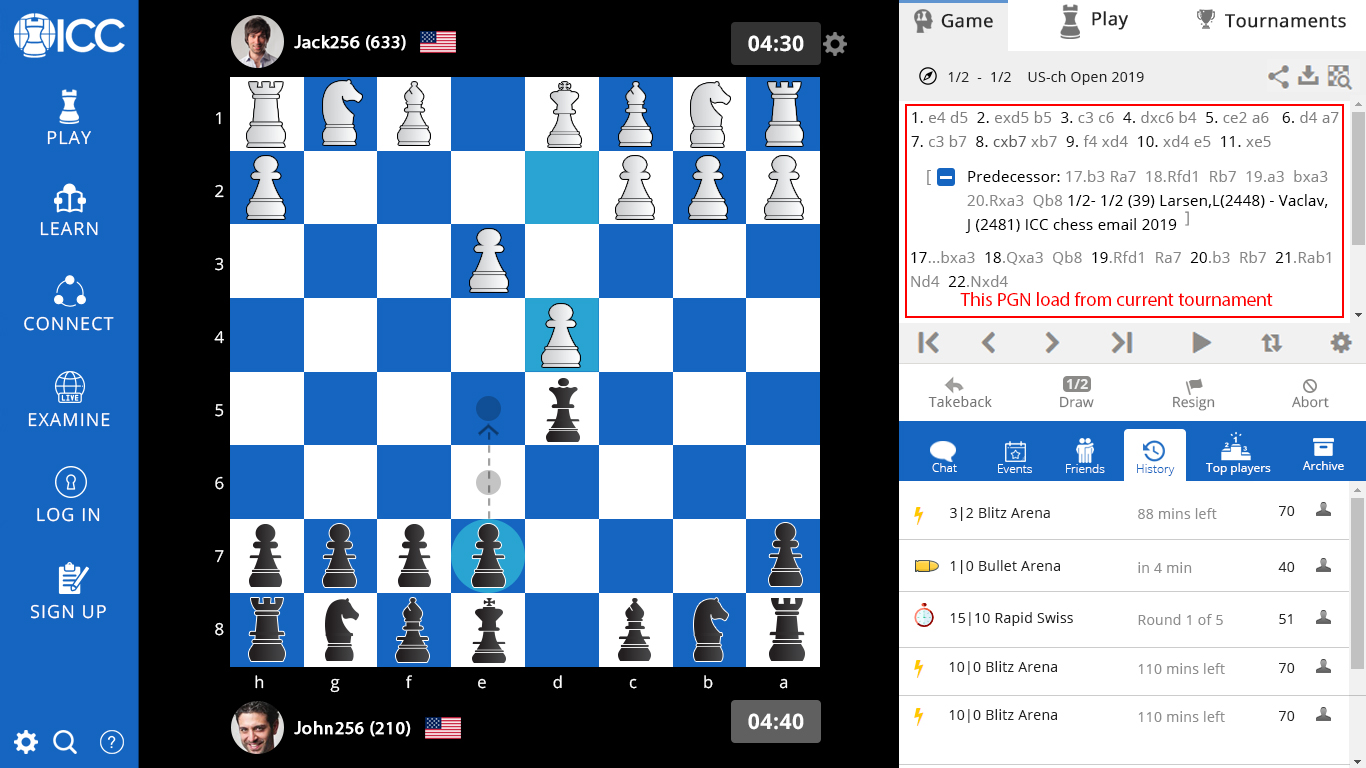 ICC
PLAY
LEARN
CONNECT
LIVE
EXAMINE
LOG IN
SIGN UP
?
Jack256 (633)
04:30
1
2
3
4
5
6
7
8
h g f e d c b a
John256 (210)
04:40
Game Play Tournaments
1/2 - 1/2 US-ch Open 2019
1. e4 d5 2. exd5 b5 3. c3 c6 4. dxc6 b4 5. ce2 a6 6. d4 a7
7. c3 b7 8. cxb7 xb7 9. f4 xd4 10. xd4 e5 11. xe5
[ Predecessor: 17.b3 Ra7 18.Rfd1 Rb7 19.a3 bxa3
20.Rxa3 Qb8 1/2- 1/2 (39) Larsen,L(2448) - Vaclav,
J (2481) ICC chess email 2019 ]
17...bxa3 18.Qxa3 Qb8 19.Rfd1 Ra7 20.b3 Rb7 21.Rab1
Nd4 22.Nxd4
This PGN load from current tournament
1/2
Takeback Draw Resign Abort
1
2 3
Chat Events Friends History Top players Archive
3|2 Blitz Arena 88 mins left 70
1|0 Bullet Arena in 4 min 40
15|10 Rapid Swiss Round 1 of 5 51
10|0 Blitz Arena 110 mins left 70
10|0 Blitz Arena 110 mins left 70